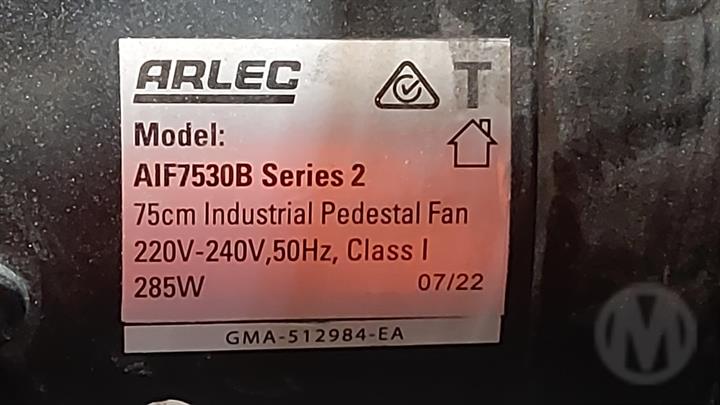 ARLEC
T
Model:
AIF7530B Series 2
75cm Industrial Pedestal Fan
220V-240V,50Hz, Class I
285W
07/22
GMA-512984-EA
M